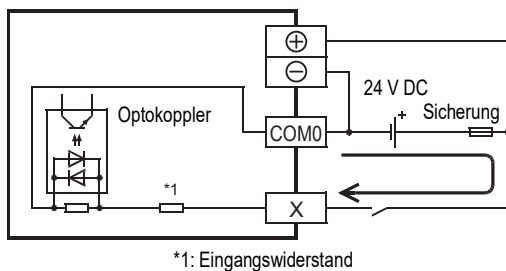 ⊕
⊖
24 V DC
+
Sicherung
Optokoppler
COM0
*1
X
*1: Eingangswiderstand